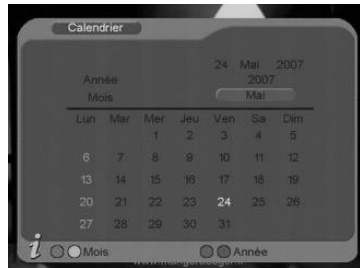 Calendrier
24 Mai 2007
Année 2007
Mois Mai
Lun Mar Mer Jeu Ven Sa Dim
1 2 3 4 5
6 7 8 9 10 11 12
13 14 15 16 17 18 19
20 21 22 23 24 25 26
27 28 29 30 31
i Mois Année